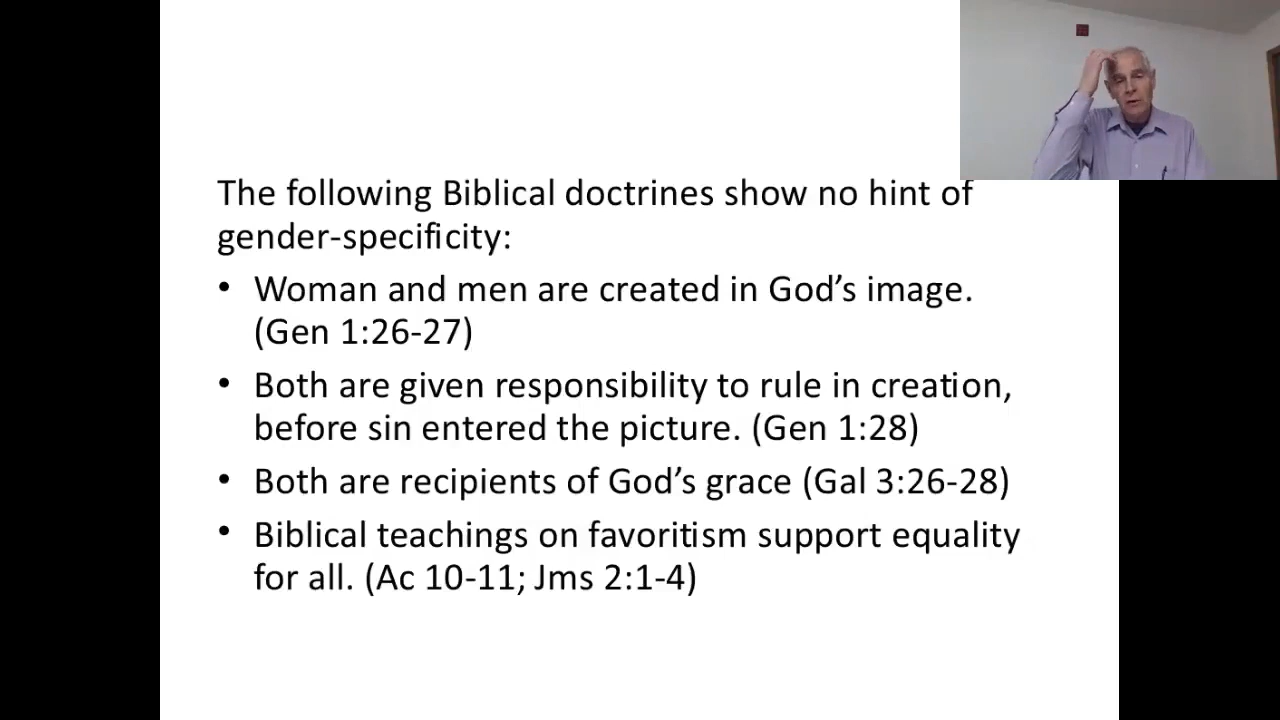 The following Biblical doctrines show no hint of
gender-specificity:
• Woman and men are created in God’s image.
(Gen 1:26-27)
• Both are given responsibility to rule in creation,
before sin entered the picture. (Gen 1:28)
• Both are recipients of God’s grace (Gal 3:26-28)
• Biblical teachings on favoritism support equality
for all. (Ac 10-11; Jms 2:1-4)